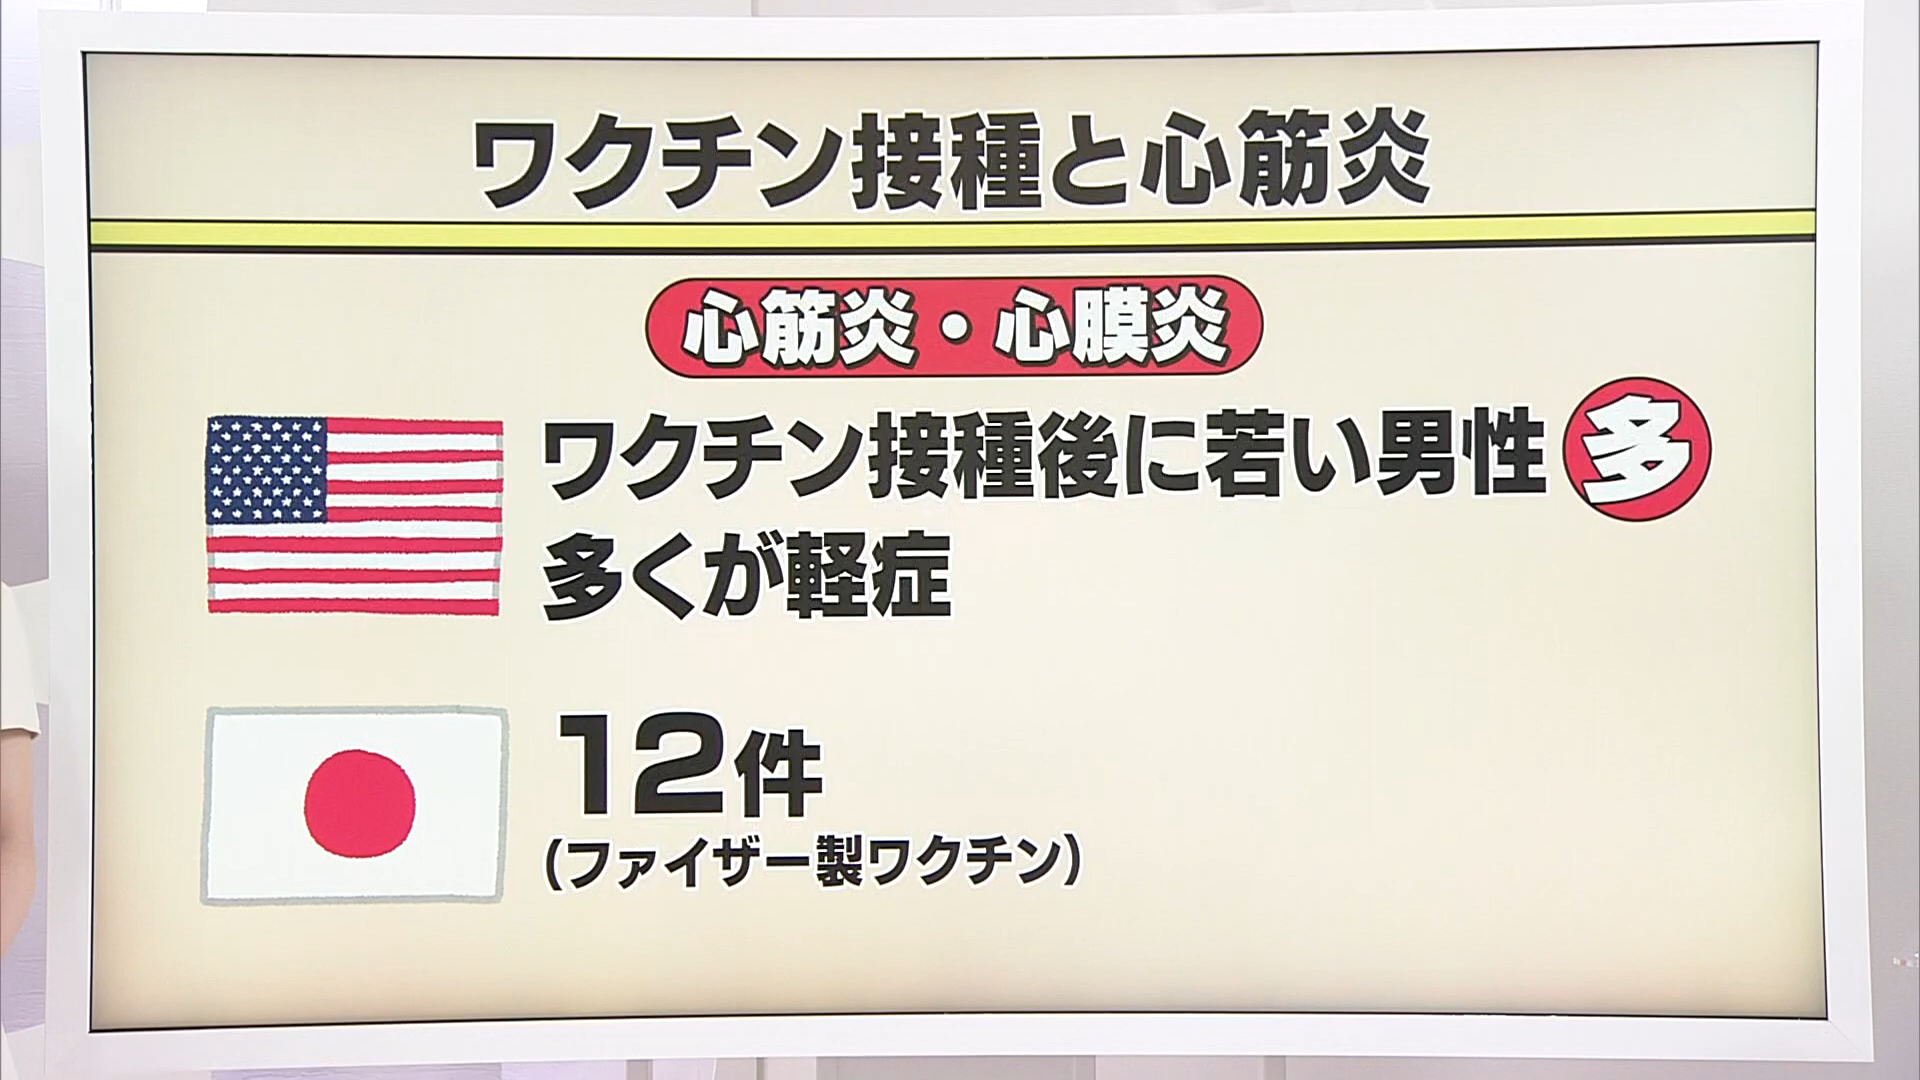 ワクチン接種と心筋炎
心筋炎・心膜炎
ワクチン接種後に若い男性 多
多くが軽症
12件
(ファイザー製ワクチン)